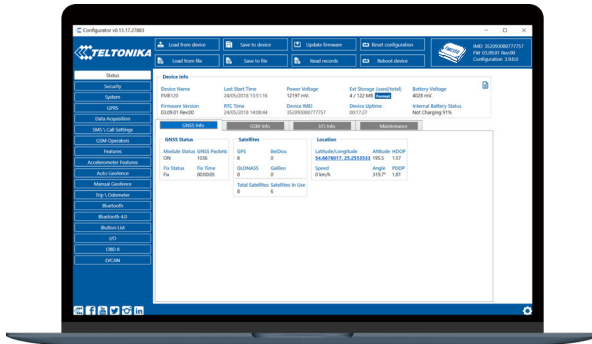 Configurator v0.13.17.27883
TELTONIKA
Load from device
Save to device
Update firmware
Reset configuration
Load from file
Save to file
Read records
Reboot device
IMEI 352093080777757
FW 03.09.01 Rev:00
Configuration 3.9.0.0
Status
Security
System
GPRS
Data Acquisition
SMS \ Call Settings
GSM Operators
Features
Accelerometer Features
Auto Geofence
Manual Geofence
Trip \ Odometer
Bluetooth
Bluetooth 4.0
iButton List
I/O
OBD II
LVCAN
Device Info
Device Name
Last Start Time
Power Voltage
Ext Storage (used/total)
Battery Voltage
FMB120
24/05/2018 13:51:16
12197 mV.
4 / 122 MB Format
4028 mV.
Firmware Version
RTC Time
Device IMEI
Device Uptime
Internal Battery Status
03.09.01 Rev:00
24/05/2018 14:08:44
352093080777757
00:17:27
Not Charging 91%
GNSS Info
GSM Info
I/O Info
Maintenance
GNSS Status
Module Status GNSS Packets
ON 1036
Fix Status Fix Time
Fix 00:00:05
Satellites
GPS BeiDou
8 0
GLONASS Galileo
0 0
Total Satellites Satellites in Use
8 6
Location
Latitude/Longitude Altitude HDOP
54.6676017, 25.2553533 195.5 1.57
Speed Angle PDOP
0 km/h 319.7° 1.81